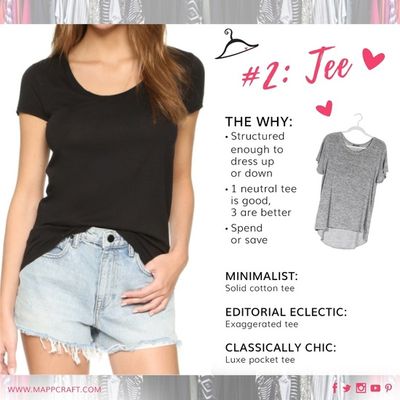 #2: Tee
THE WHY:
• Structured
enough to
dress up
or down
• 1 neutral tee
is good,
3 are better
• Spend
or save
MINIMALIST:
Solid cotton tee
EDITORIAL ECLECTIC:
Exaggerated tee
CLASSICALLY CHIC:
Luxe pocket tee
WWW.MAPPCRAFT.COM